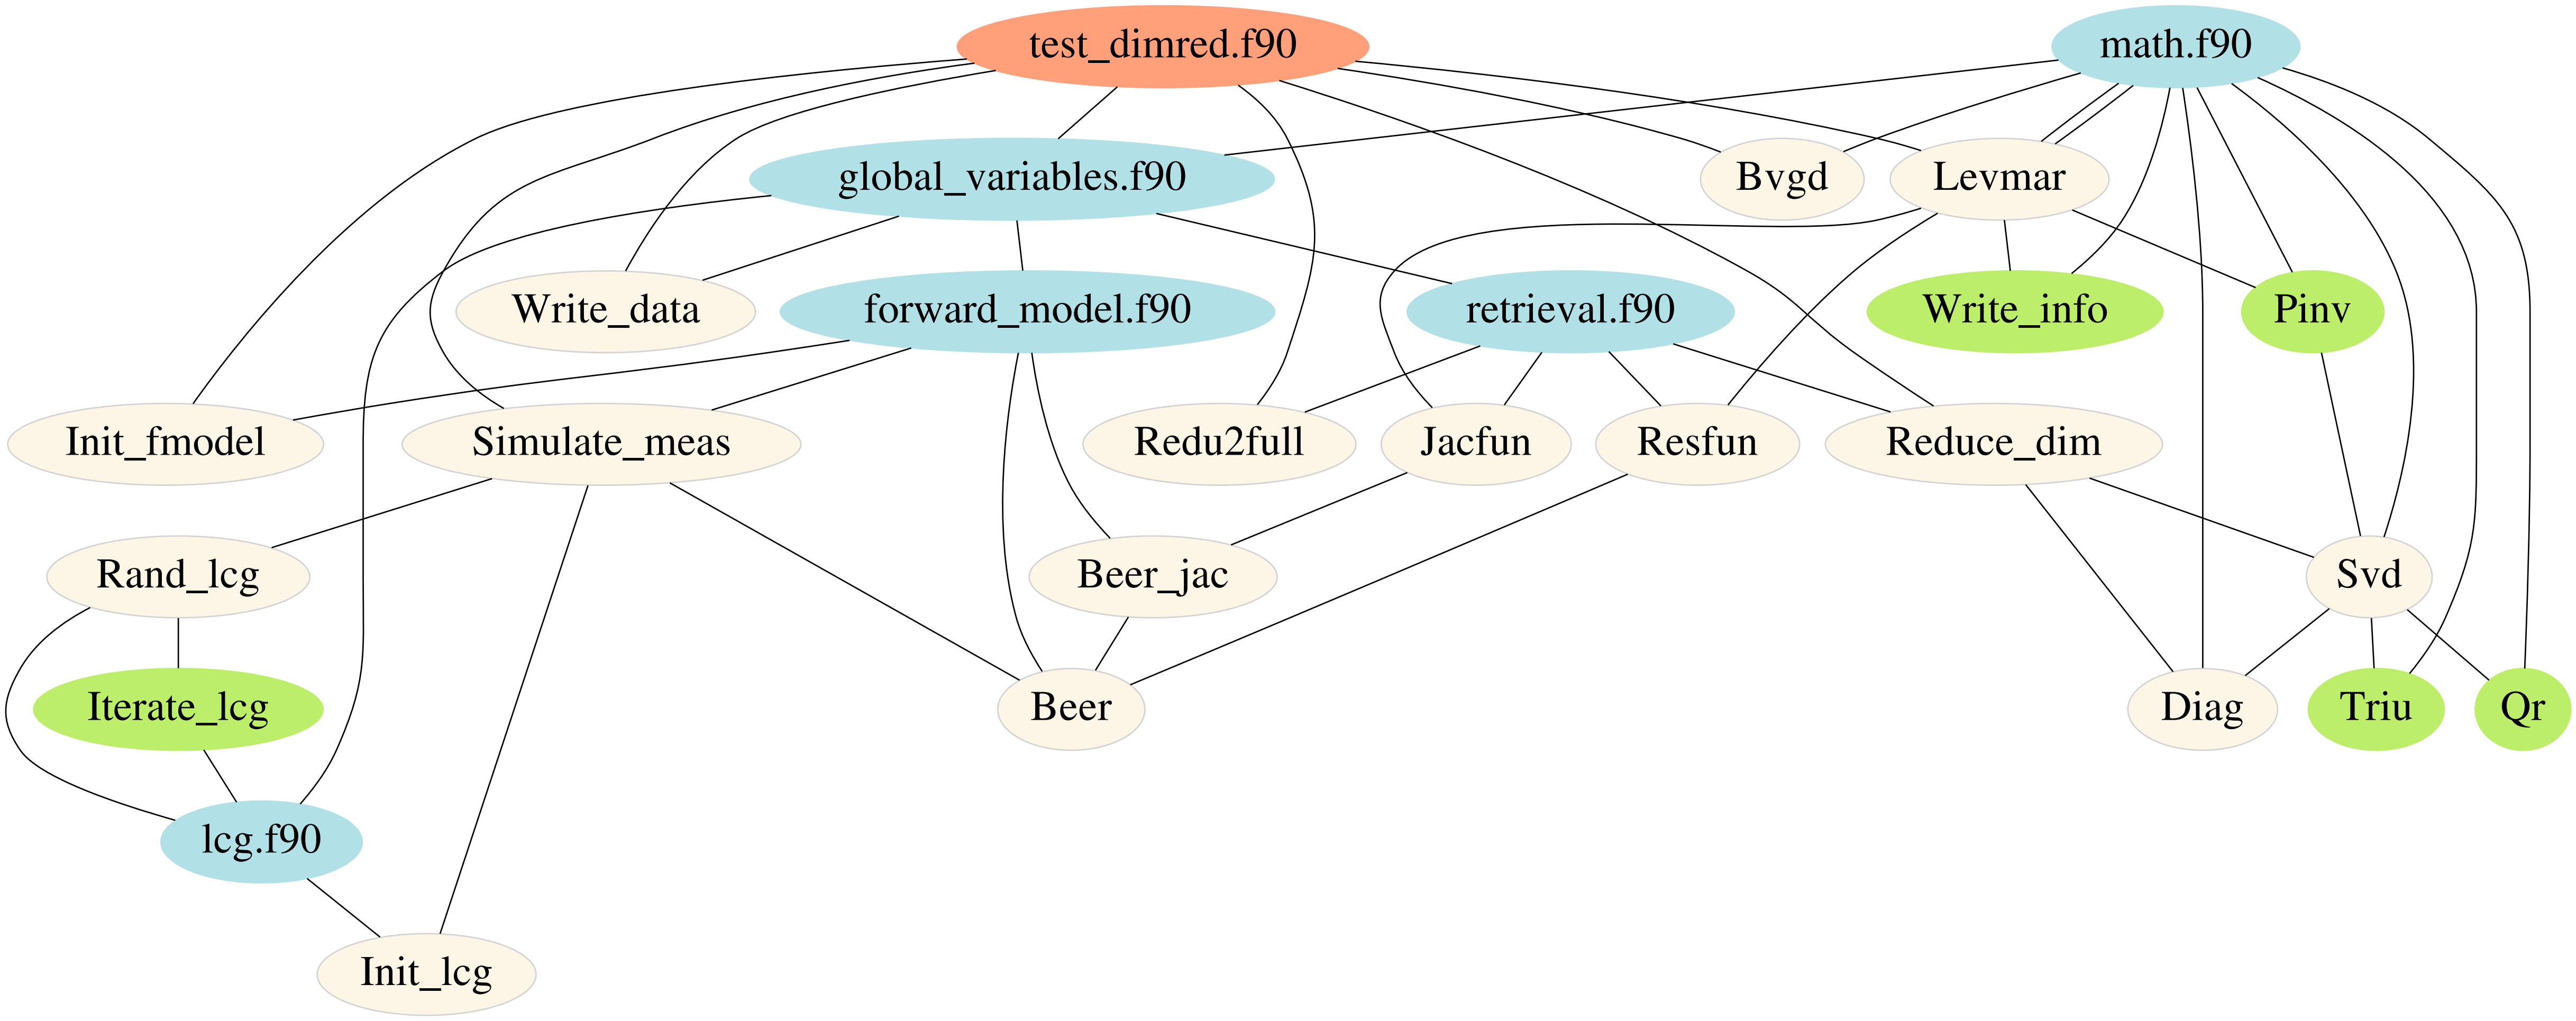 test_dimred.f90
math.f90
global_variables.f90
Bvgd
Levmar
Write_data
forward_model.f90
retrieval.f90
Write_info
Pinv
Init_fmodel
Simulate_meas
Redu2full
Jacfun
Resfun
Reduce_dim
Rand_lcg
Beer_jac
Svd
Iterate_lcg
Beer
Diag
Triu
Qr
lcg.f90
Init_lcg